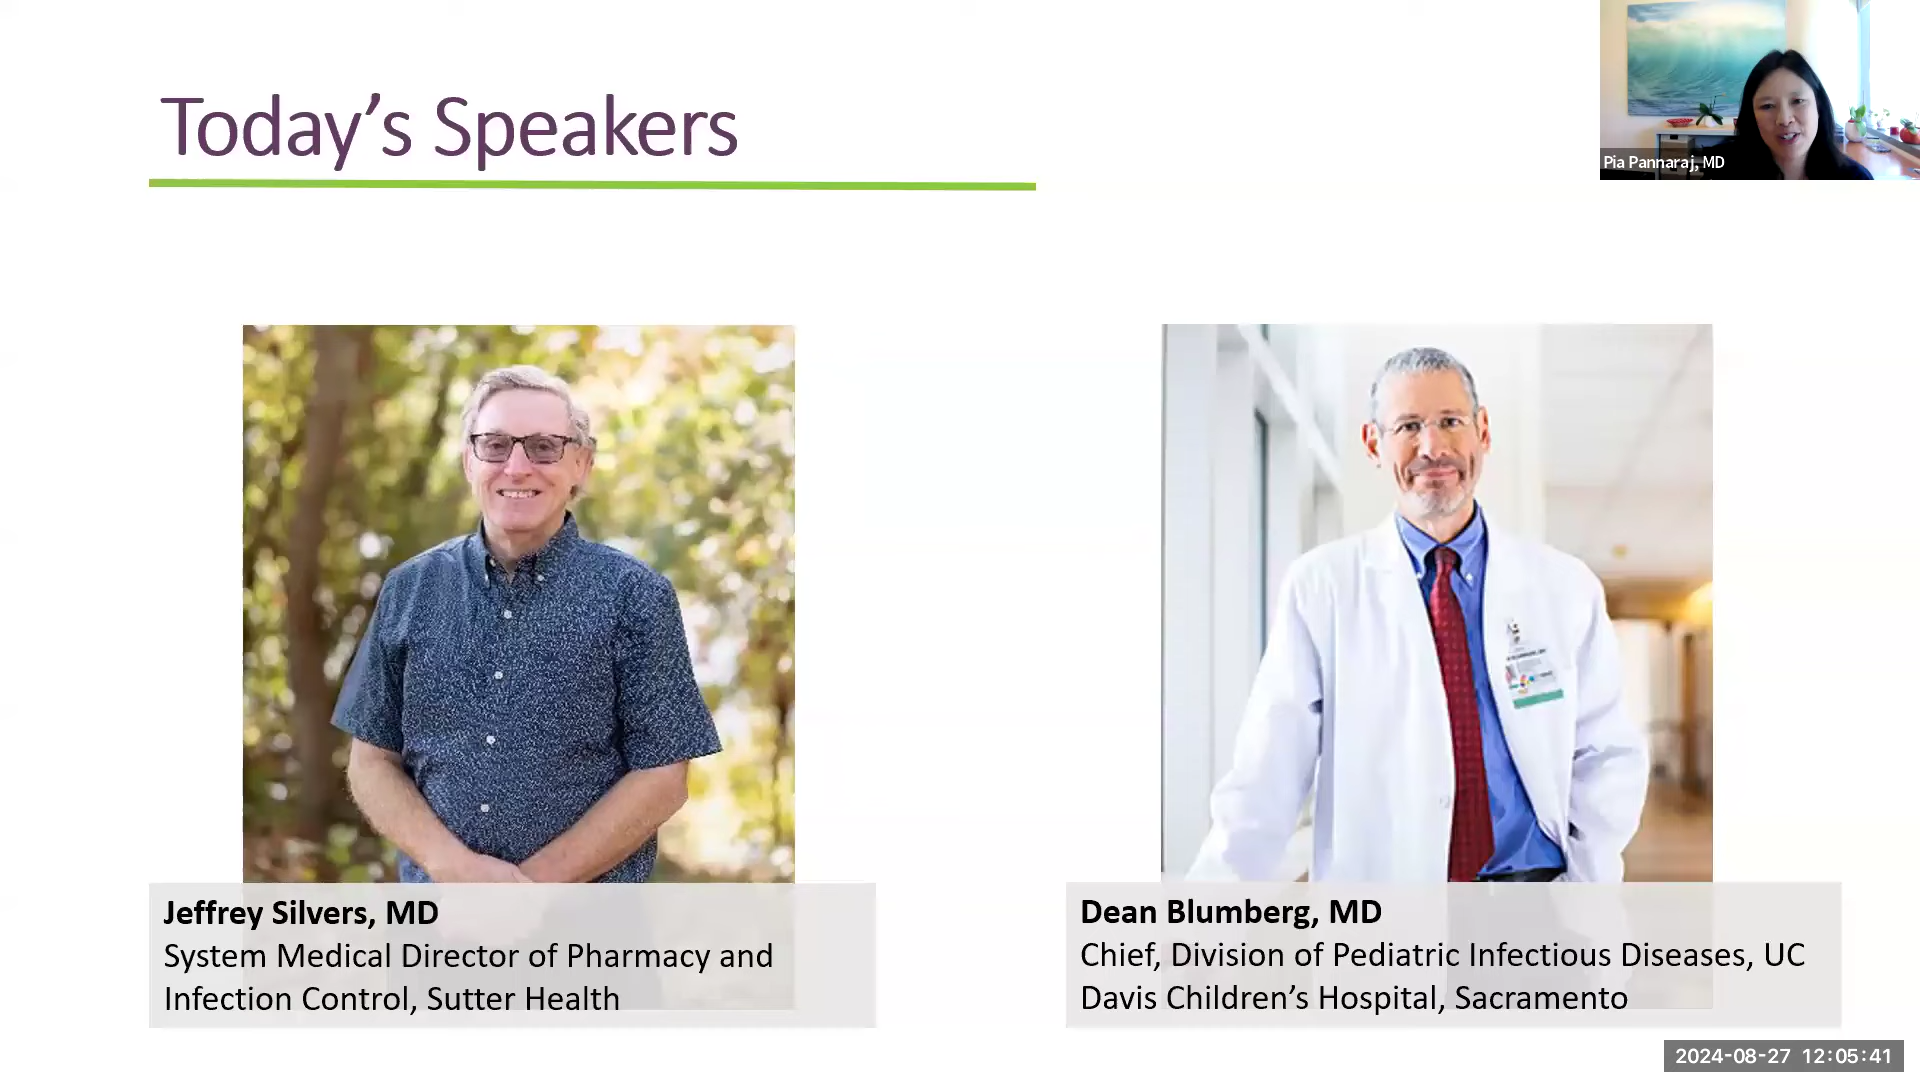 Today’s Speakers
Pia Pannaraj, MD
Jeffrey Silvers, MD
System Medical Director of Pharmacy and
Infection Control, Sutter Health
Dean Blumberg, MD
Chief, Division of Pediatric Infectious Diseases, UC
Davis Children’s Hospital, Sacramento
2024-08-27 12:05:41